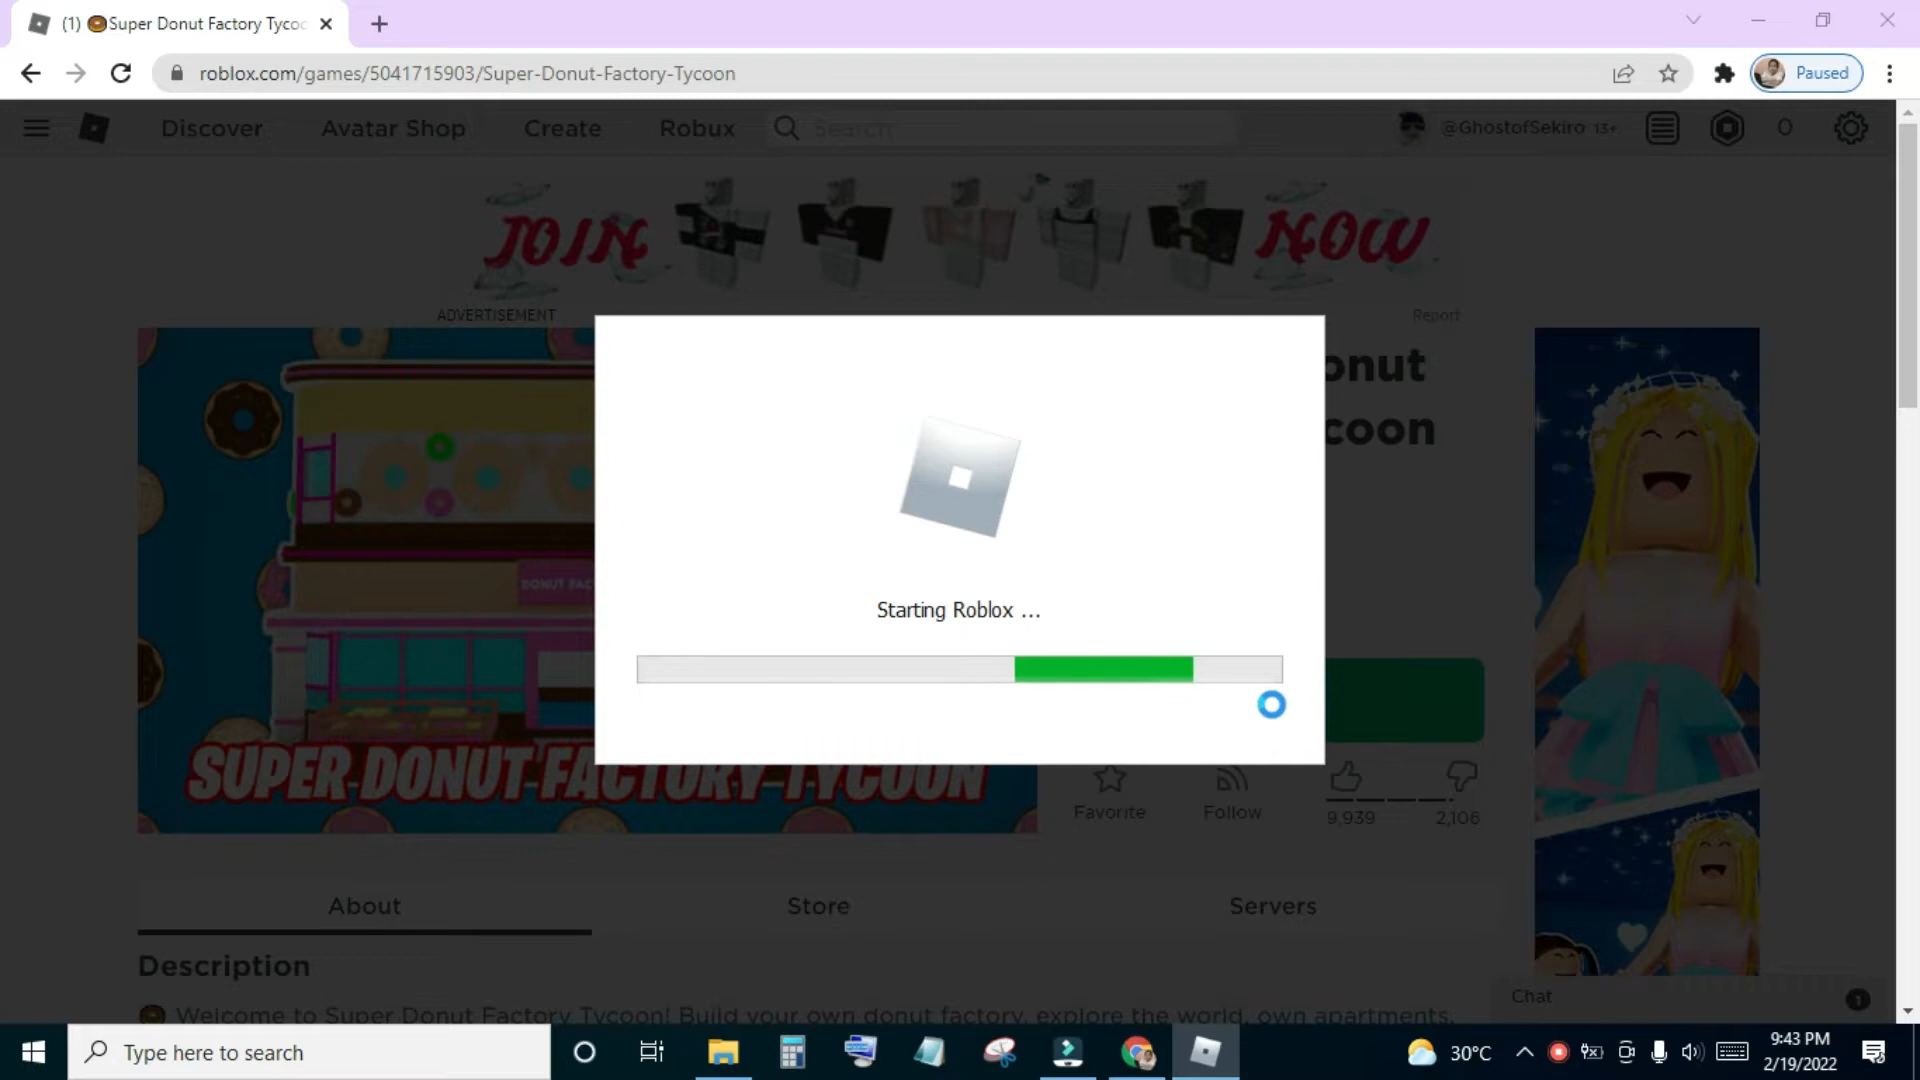 (1) Super Donut Factory Tycoo
roblox.com/games/5041715903/Super-Donut-Factory-Tycoon
Paused
Discover
Avatar Shop
Create
Robux
Search
@GhostofSekiro 13+
0
JOIN
NOW
ADVERTISEMENT
Report
onut
coon
DONUT FAC
SUPER DONUT FACTORY TYCOON
Starting Roblox ...
Favorite
Follow
9,939
2,106
About
Store
Servers
Description
Welcome to Super Donut Factory Tycoon! Build your own donut factory, explore the world, own apartments,
Chat
1
Type here to search
30°C
9:43 PM
2/19/2022